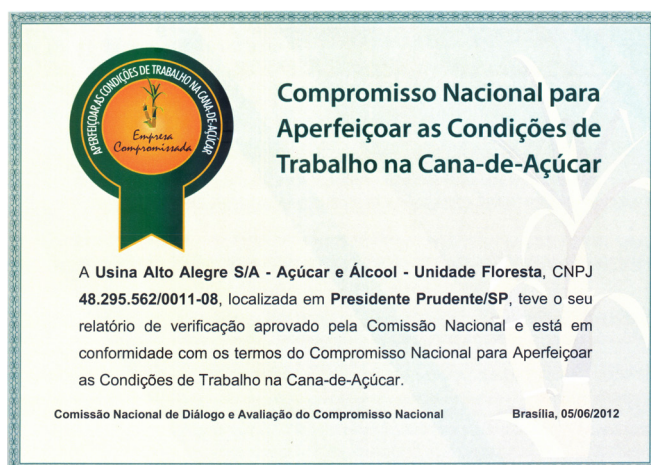 APERFEIÇOAR AS CONDIÇÕES DE TRABALHO NA CANA-DE-AÇÚCAR
Empresa
Compromissada
Compromisso Nacional para
Aperfeiçoar as Condições de
Trabalho na Cana-de-Açúcar
A Usina Alto Alegre S/A - Açúcar e Álcool - Unidade Floresta, CNPJ
48.295.562/0011-08, localizada em Presidente Prudente/SP, teve o seu
relatório de verificação aprovado pela Comissão Nacional e está em
conformidade com os termos do Compromisso Nacional para Aperfeiçoar
as Condições de Trabalho na Cana-de-Açúcar.
Comissão Nacional de Diálogo e Avaliação do Compromisso Nacional Brasília, 05/06/2012